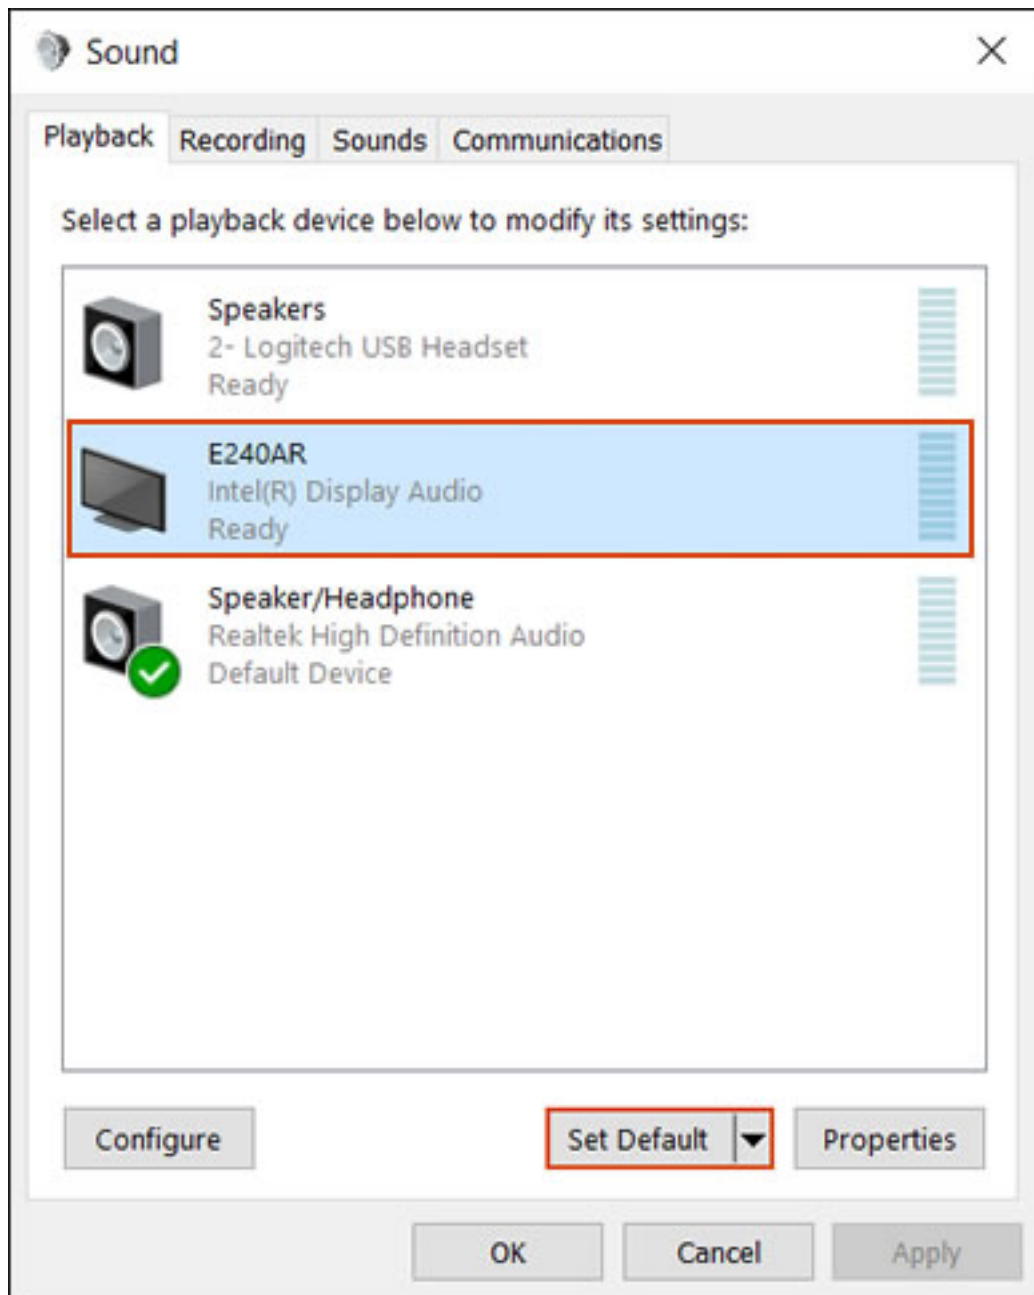 Sound
Playback Recording Sounds Communications
Select a playback device below to modify its settings:
Speakers
2- Logitech USB Headset
Ready
E240AR
Intel(R) Display Audio
Ready
Speaker/Headphone
Realtek High Definition Audio
Default Device
Configure Set Default Properties
OK Cancel Apply